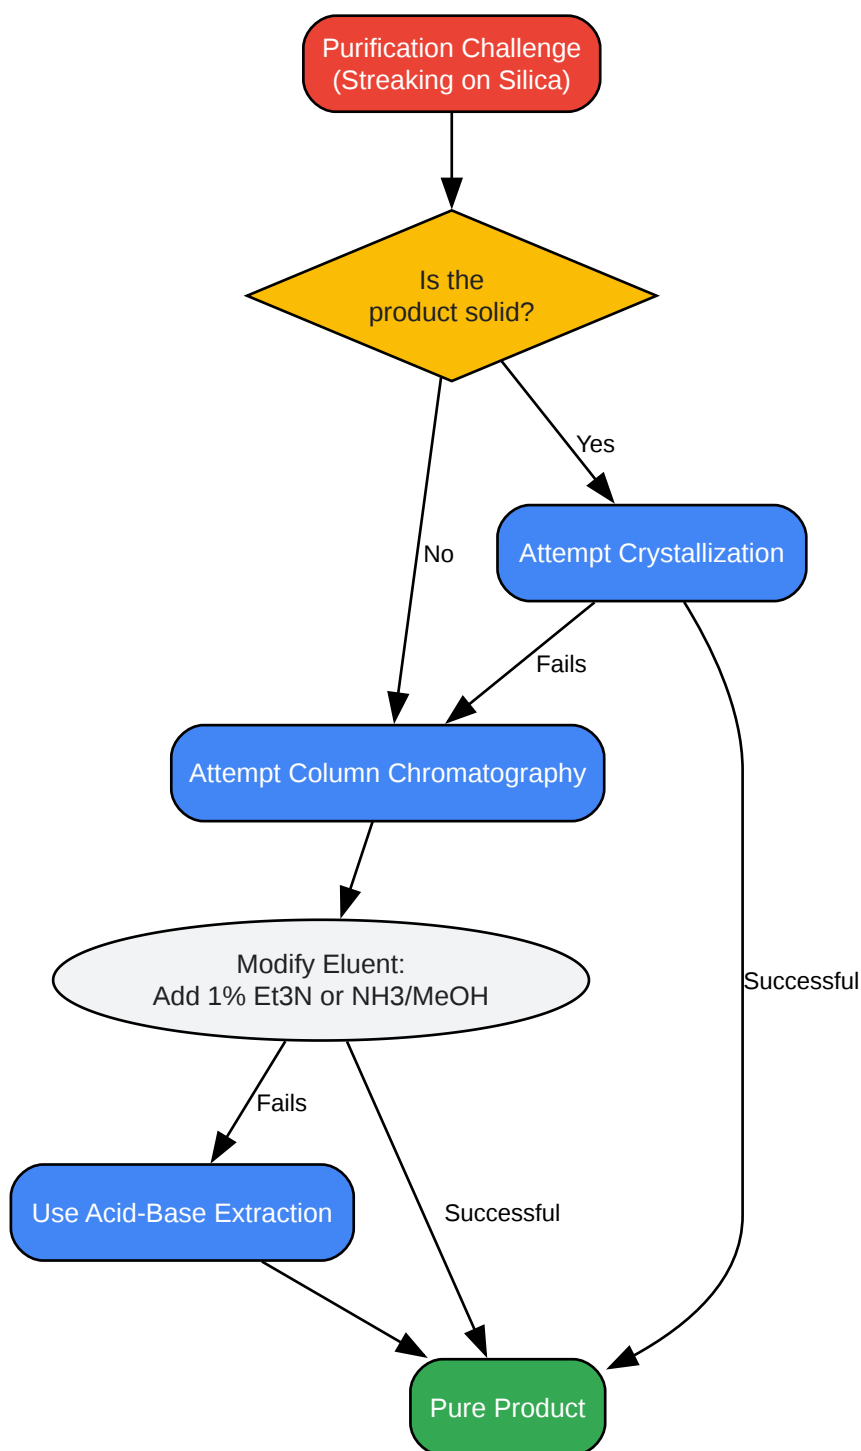 Purification Challenge
(Streaking on Silica)
Is the
product solid?
Yes
No
Attempt Crystallization
Fails
Attempt Column Chromatography
Modify Eluent:
Add 1% Et3N or NH3/MeOH
Successful
Fails
Use Acid-Base Extraction
Successful
Pure Product